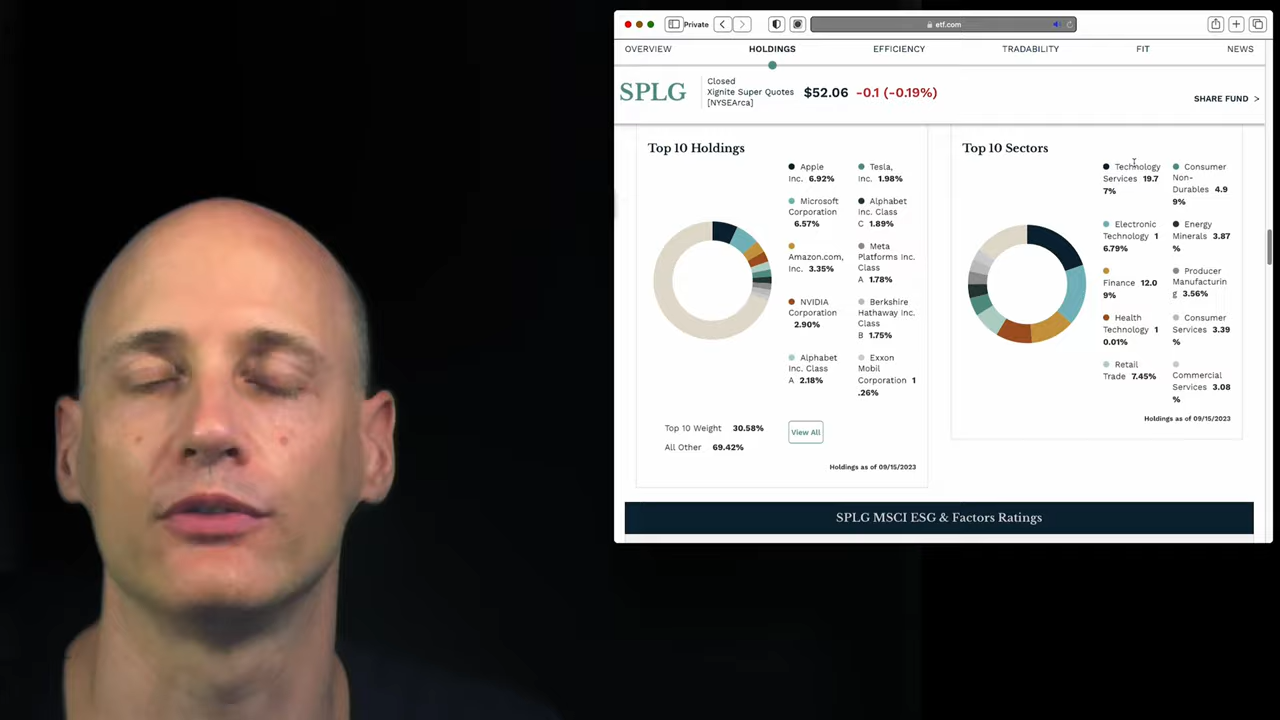 Private
etf.com
OVERVIEW
HOLDINGS
EFFICIENCY
TRADABILITY
FIT
NEWS
SPLG
Closed
Xignite Super Quotes
[NYSEArca]
$52.06 -0.1 (-0.19%)
SHARE FUND >
Top 10 Holdings
Apple
Inc. 6.92%
Microsoft
Corporation
6.57%
Amazon.com,
Inc. 3.35%
NVIDIA
Corporation
2.90%
Alphabet
Inc. Class
A 2.18%
Tesla,
Inc. 1.98%
Alphabet
Inc. Class
C 1.89%
Meta
Platforms Inc.
Class
A 1.78%
Berkshire
Hathaway Inc.
Class
B 1.75%
Exxon
Mobil
Corporation 1
.26%
Top 10 Weight 30.58%
All Other 69.42%
View All
Holdings as of 09/15/2023
Top 10 Sectors
Technology
Services 19.7
7%
Electronic
Technology 1
6.79%
Finance 12.0
9%
Health
Technology 1
0.01%
Retail
Trade 7.45%
Consumer
Non-
Durables 4.9
9%
Energy
Minerals 3.87
%
Producer
Manufacturin
g 3.56%
Consumer
Services 3.39
%
Commercial
Services 3.08
%
Holdings as of 09/15/2023
SPLG MSCI ESG & Factors Ratings